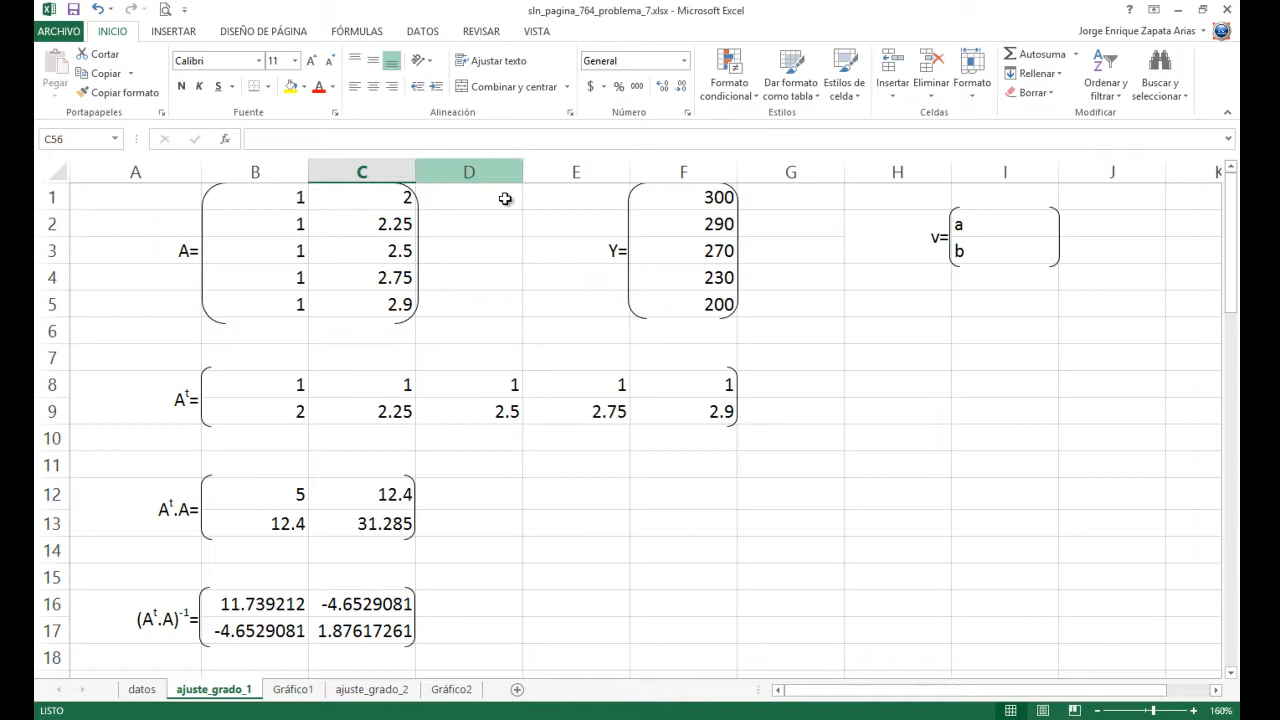 sln_pagina_764_problema_7.xlsx - Microsoft Excel
ARCHIVO INICIO INSERTAR DISEÑO DE PÁGINA FÓRMULAS DATOS REVISAR VISTA Jorge Enrique Zapata Arias
Pegar
Cortar
Copiar
Copiar formato
Portapapeles
Calibri 11
N K S
Fuente
Ajustar texto
Combinar y centrar
Alineación
General
$ % 000
Número
Formato condicional
Dar formato como tabla
Estilos de celda
Estilos
Insertar
Eliminar
Formato
Celdas
Autosuma
Rellenar
Borrar
Ordenar y filtrar
Buscar y seleccionar
Modificar
C56 fx
A B C D E F G H I J K
1 1 2 300
2 1 2.25 290 a
3 A= 1 2.5 Y= 270 v= b
4 1 2.75 230
5 1 2.9 200
6
7
8 1 1 1 1 1
At=
9 2 2.25 2.5 2.75 2.9
10
11
12 5 12.4
At.A=
13 12.4 31.285
14
15
16 11.739212 -4.6529081
(At.A)-1=
17 -4.6529081 1.87617261
18
datos ajuste_grado_1 Gráfico1 ajuste_grado_2 Gráfico2
LISTO 160%